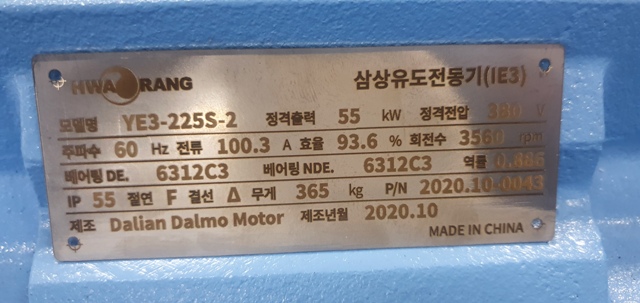 HWA RANG 삼상유도전동기(IE3)
모델명 YE3-225S-2 정격출력 55 kW 정격전압 380 V
주파수 60 Hz 전류 100.3 A 효율 93.6 % 회전수 3560 rpm
베어링 DE. 6312C3 베어링 NDE. 6312C3 역률 0.886
IP 55 절연 F 결선 Δ 무게 365 kg P/N 2020.10-0043
제조 Dalian Dalmo Motor 제조년월 2020.10
MADE IN CHINA